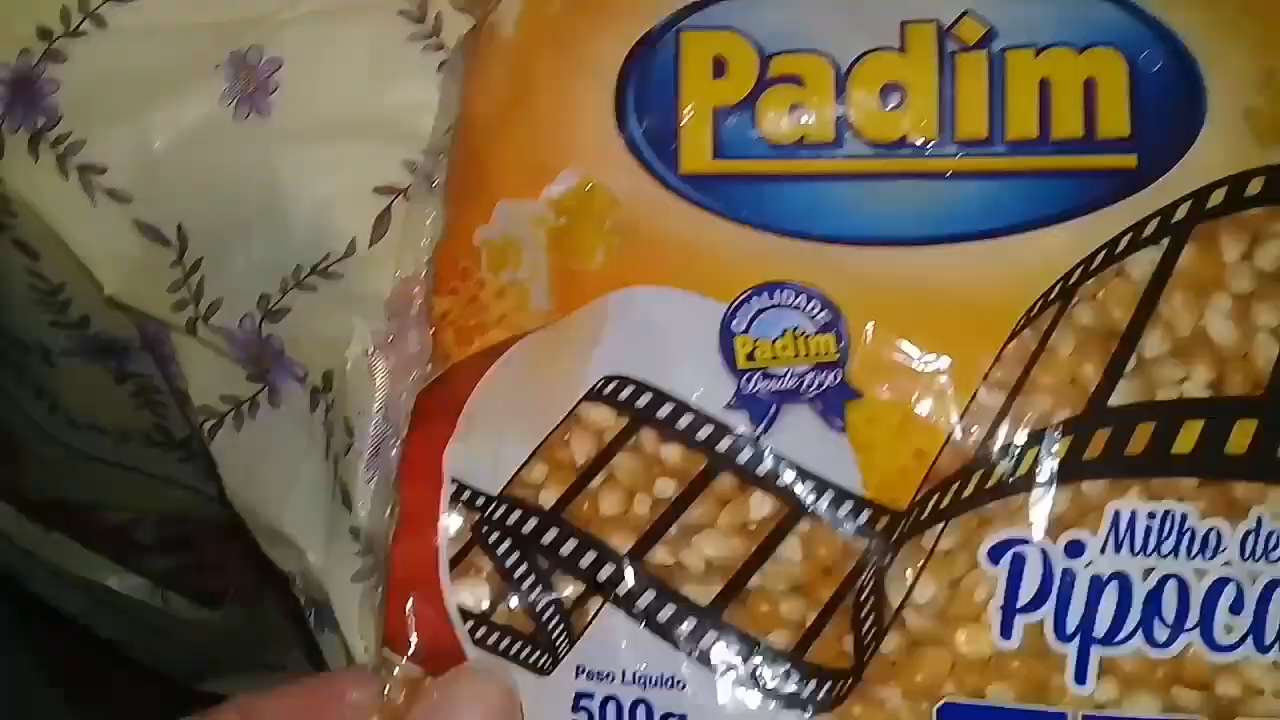 Padim
QUALIDADE
Padim
Desde 1990
Milho de
Pipoca
Peso Líquido
500g